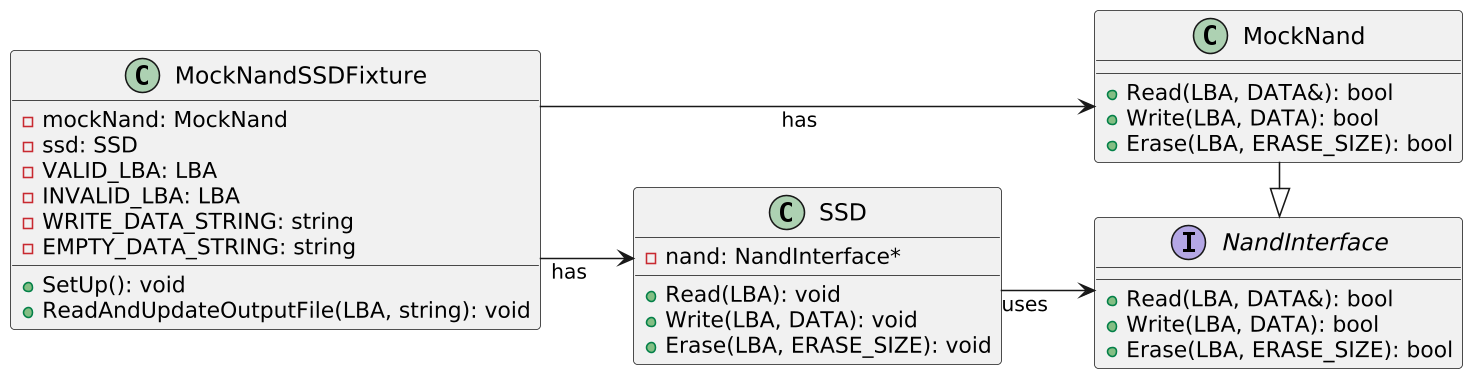 C MockNandSSDFixture
mockNand: MockNand
ssd: SSD
VALID_LBA: LBA
INVALID_LBA: LBA
WRITE_DATA_STRING: string
EMPTY_DATA_STRING: string
SetUp(): void
ReadAndUpdateOutputFile(LBA, string): void
has
has
C SSD
nand: NandInterface*
Read(LBA): void
Write(LBA, DATA): void
Erase(LBA, ERASE_SIZE): void
uses
C MockNand
Read(LBA, DATA&): bool
Write(LBA, DATA): bool
Erase(LBA, ERASE_SIZE): bool
I NandInterface
Read(LBA, DATA&): bool
Write(LBA, DATA): bool
Erase(LBA, ERASE_SIZE): bool